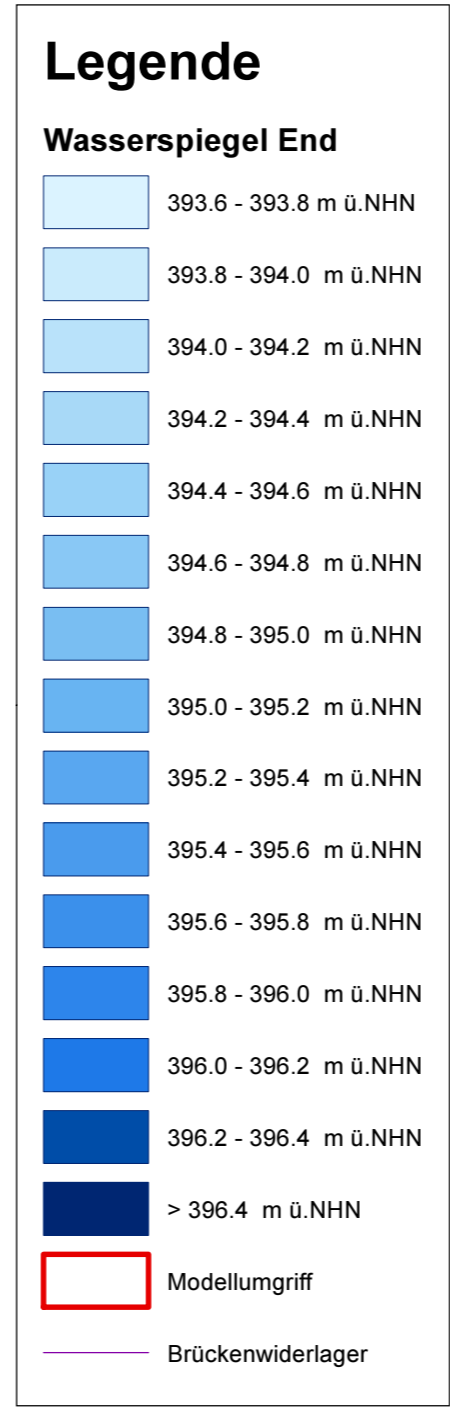 Legende
Wasserspiegel End
393.6 - 393.8 m ü.NHN
393.8 - 394.0  m ü.NHN
394.0 - 394.2  m ü.NHN
394.2 - 394.4  m ü.NHN
394.4 - 394.6  m ü.NHN
394.6 - 394.8  m ü.NHN
394.8 - 395.0  m ü.NHN
395.0 - 395.2  m ü.NHN
395.2 - 395.4  m ü.NHN
395.4 - 395.6  m ü.NHN
395.6 - 395.8  m ü.NHN
395.8 - 396.0  m ü.NHN
396.0 - 396.2  m ü.NHN
396.2 - 396.4  m ü.NHN
> 396.4  m ü.NHN
Modellumgriff
Brückenwiderlager